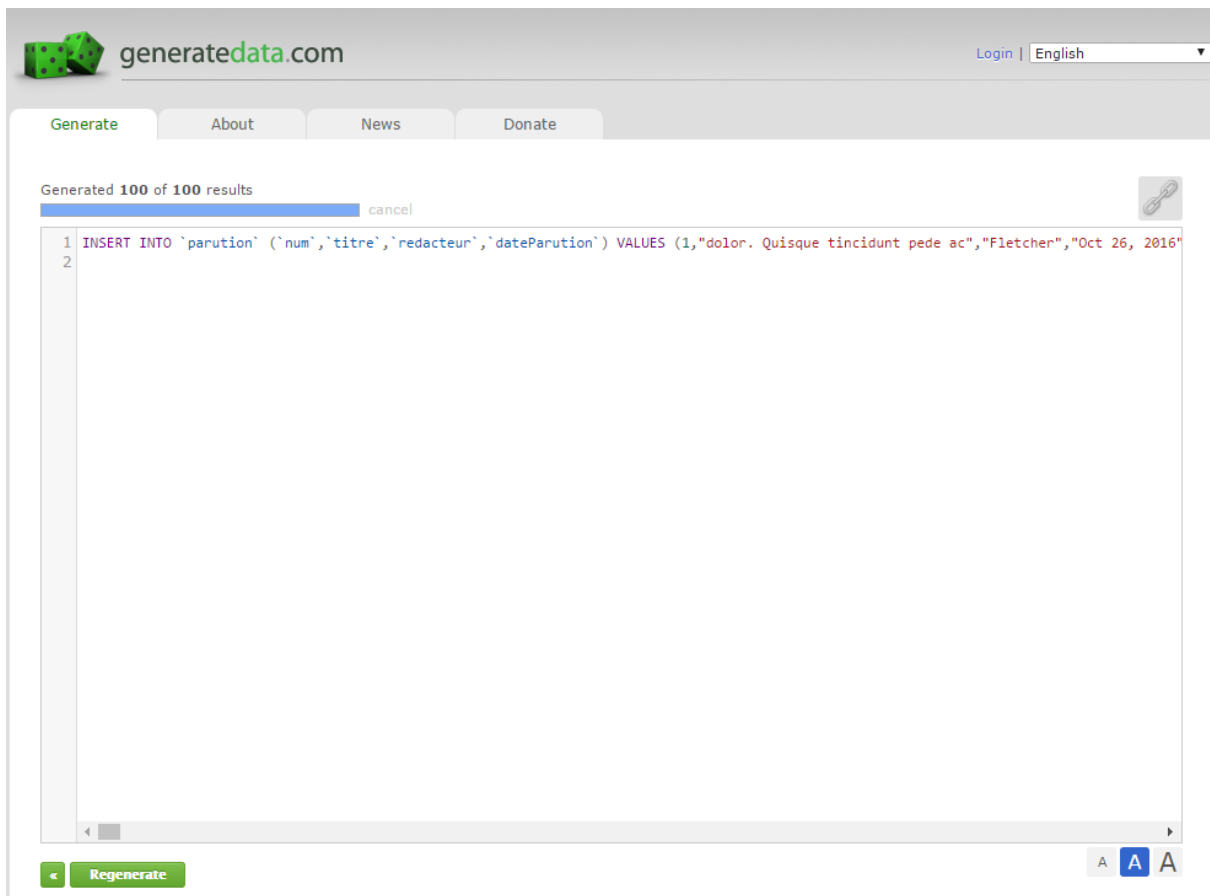 generatedata.com
Login | English
Generate About News Donate
Generated 100 of 100 results
cancel
1 INSERT INTO `parution` (`num`,`titre`,`redacteur`,`dateParution`) VALUES (1,"dolor. Quisque tincidunt pede ac","Fletcher","Oct 26, 2016"
2
« Regenerate
A A A